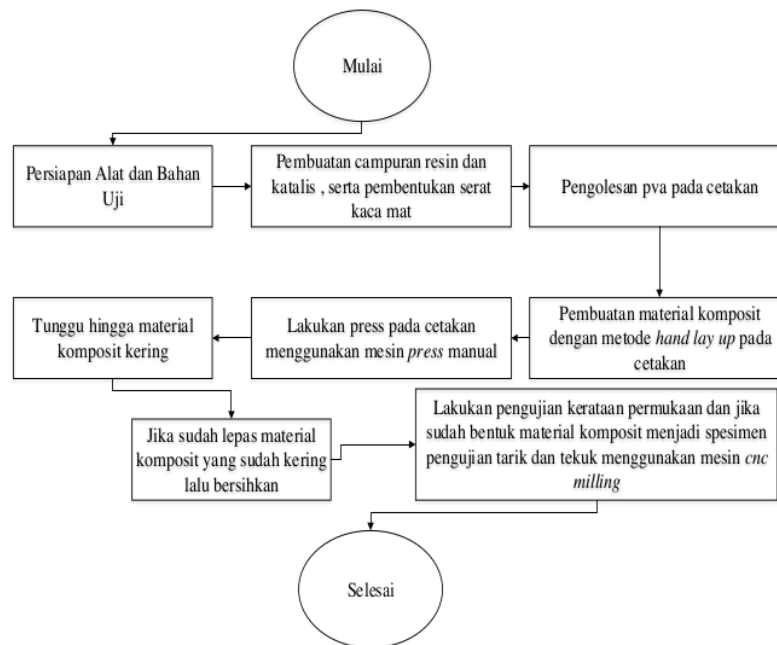 Mulai
Persiapan Alat dan Bahan
Uji
Pembuatan campuran resin dan
katalis , serta pembentukan serat
kaca mat
Pengolesan pva pada cetakan
Pembuatan material komposit
dengan metode hand lay up pada
cetakan
Lakukan press pada cetakan
menggunakan mesin press manual
Tunggu hingga material
komposit kering
Jika sudah lepas material
komposit yang sudah kering
lalu bersihkan
Lakukan pengujian kerataan permukaan dan jika
sudah bentuk material komposit menjadi spesimen
pengujian tarik dan tekuk menggunakan mesin cnc
milling
Selesai